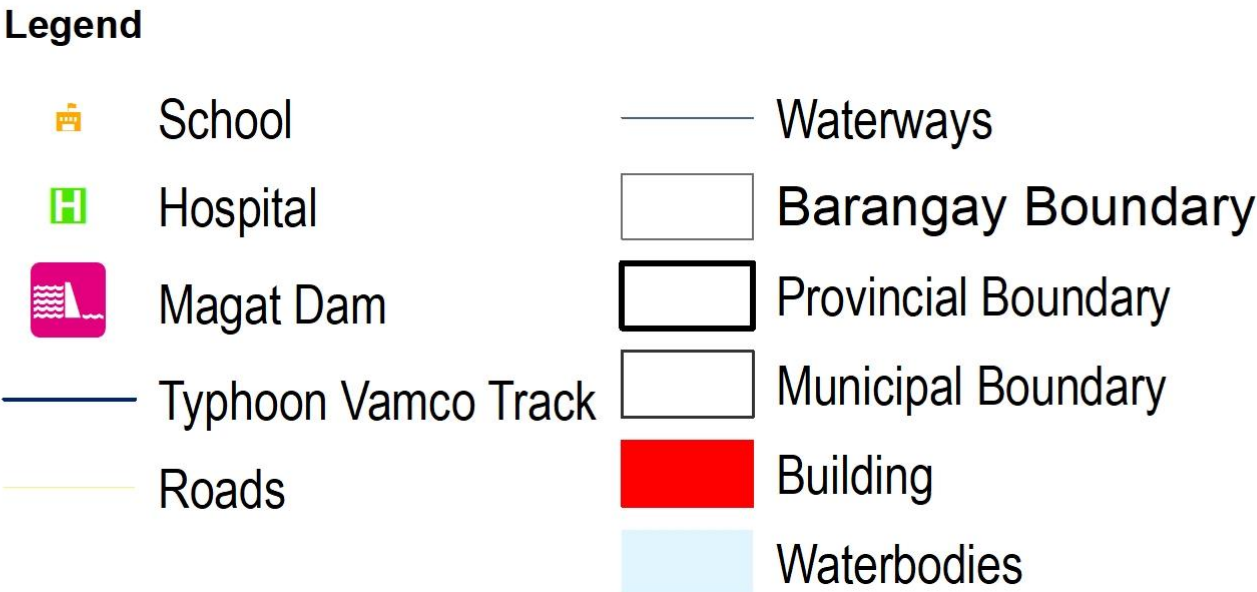 Legend
School
Hospital
H
Magat Dam
Typhoon Vamco Track
Roads
Waterways
Barangay Boundary
Provincial Boundary
Municipal Boundary
Building
Waterbodies